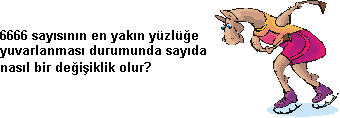 6666 sayısının en yakın yüzlüğe
yuvarlanması durumunda sayıda
nasıl bir değişiklik olur?